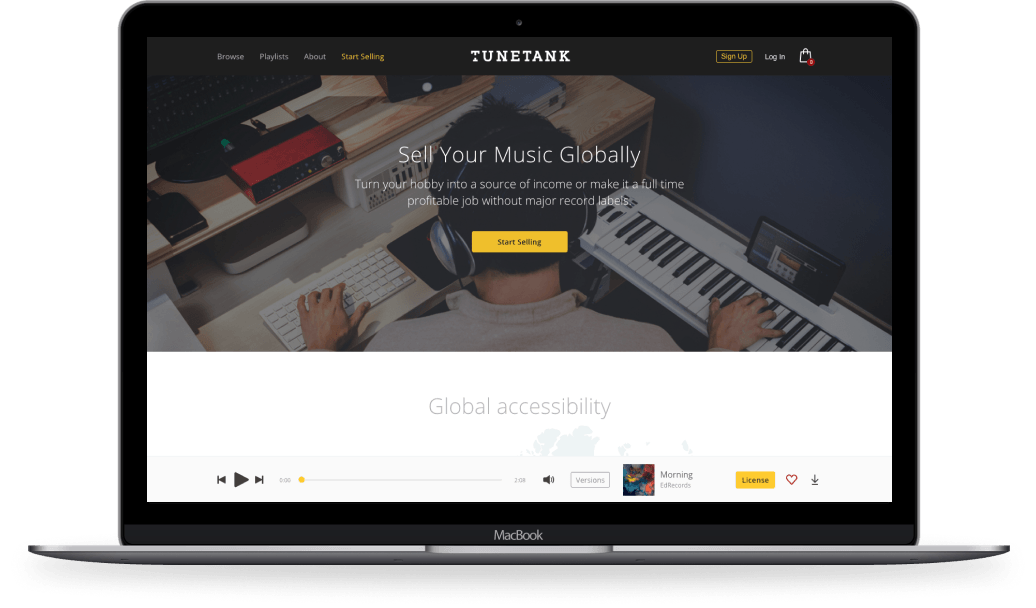 Browse Playlists About Start Selling TUNETANK Sign Up Log In 0
Sell Your Music Globally
Turn your hobby into a source of income or make it a full time
profitable job without major record labels.
Start Selling
Global accessibility
0:00 2:08 Versions Morning License
EdRecords
MacBook